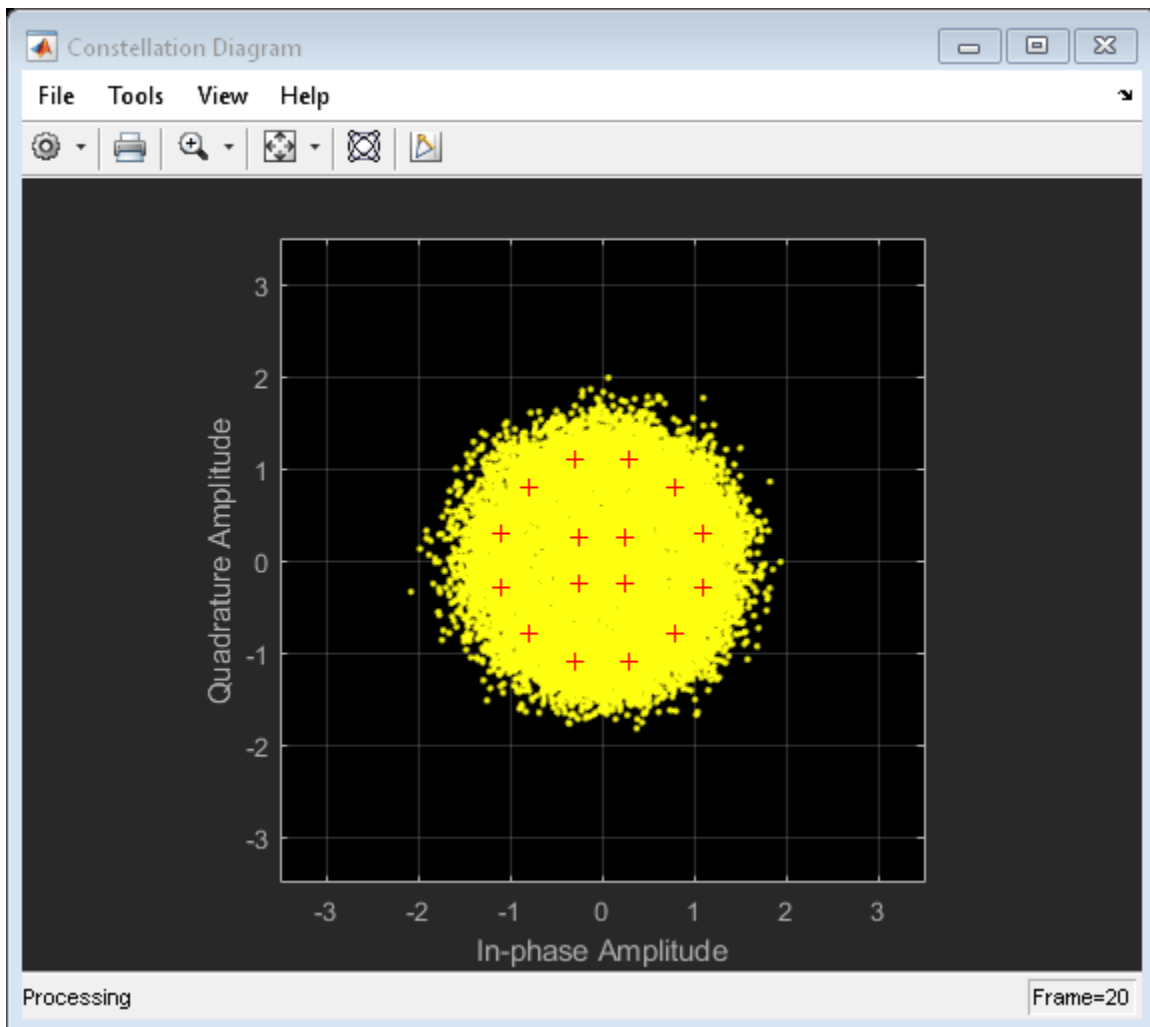 Constellation Diagram
File Tools View Help
3
2
1
0
-1
-2
-3
Quadrature Amplitude
-3 -2 -1 0 1 2 3
In-phase Amplitude
Processing Frame=20